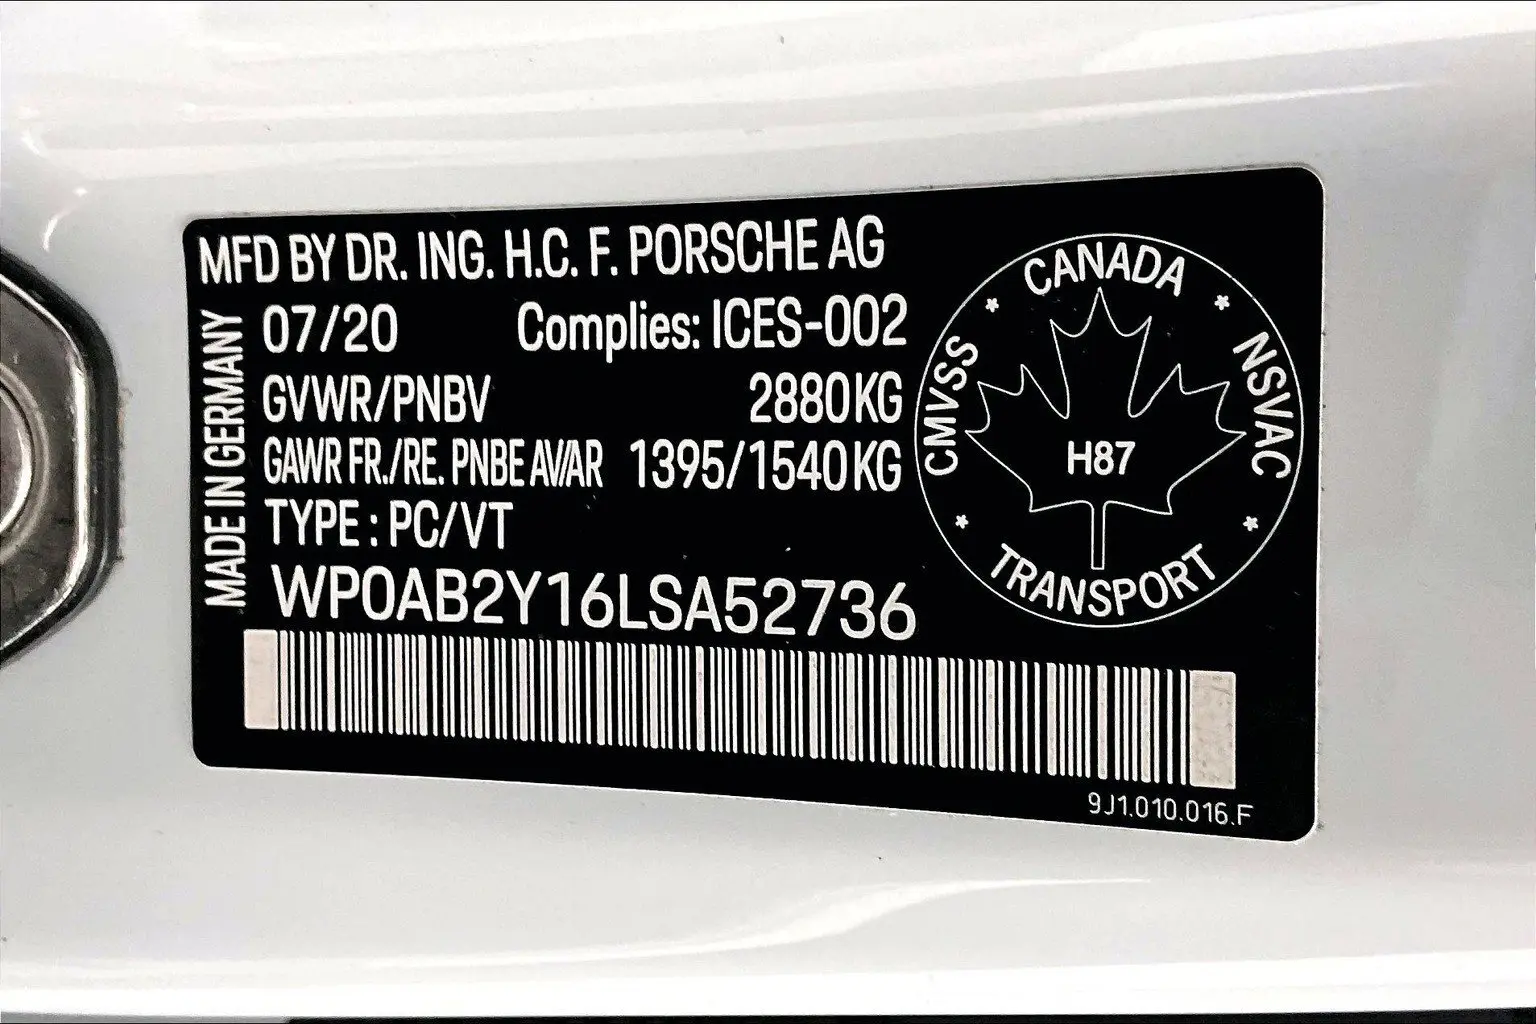 MFD BY DR. ING. H.C. F. PORSCHE AG
MADE IN GERMANY
07/20 Complies: ICES-002
GVWR/PNBV 2880KG
GAWR FR./RE. PNBE AV/AR 1395/1540KG
TYPE : PC/VT
WP0AB2Y16LSA52736
CANADA
CMVSS
NSVAC
H87
TRANSPORT
9J1.010.016.F